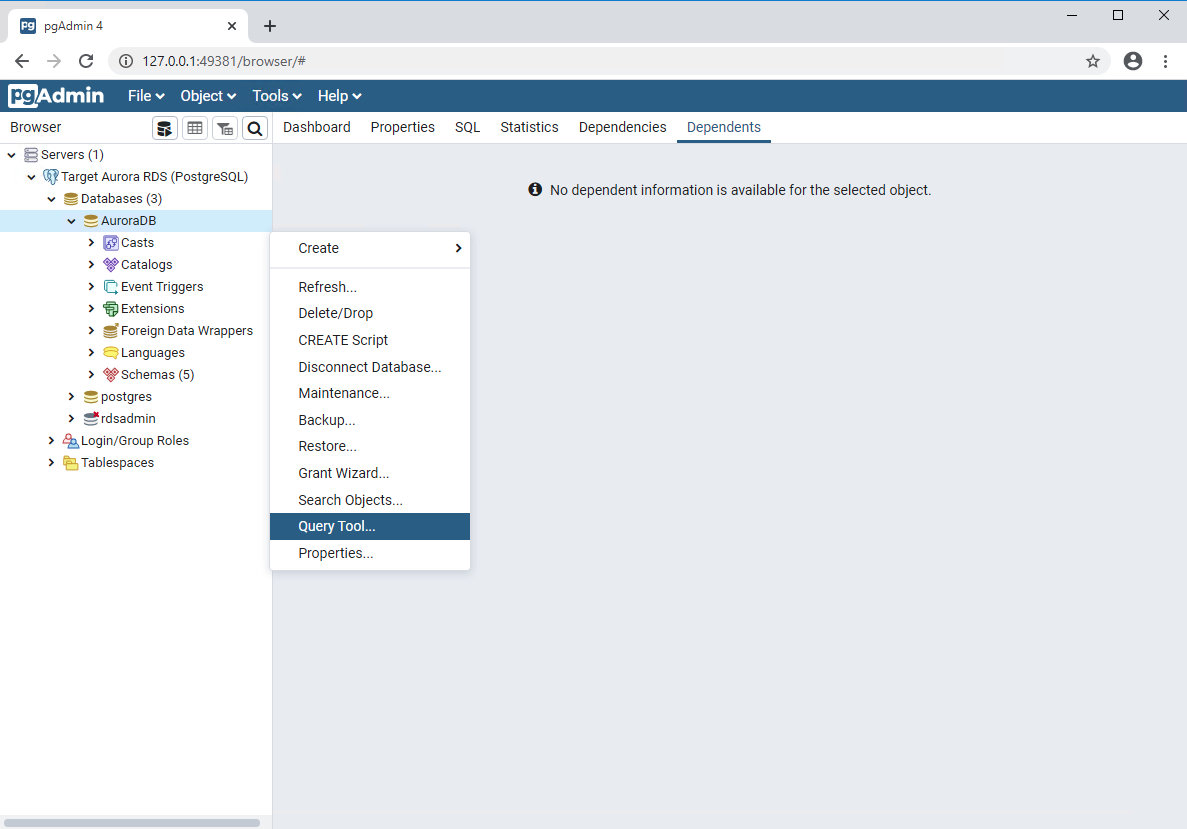 pg pgAdmin 4
127.0.0.1:49381/browser/#
pgAdmin File Object Tools Help
Browser Dashboard Properties SQL Statistics Dependencies Dependents
Servers (1)
Target Aurora RDS (PostgreSQL)
No dependent information is available for the selected object.
Databases (3)
AuroraDB
Casts
Catalogs
Event Triggers
Extensions
Foreign Data Wrappers
Languages
Schemas (5)
postgres
rdsadmin
Login/Group Roles
Tablespaces
Create
Refresh...
Delete/Drop
CREATE Script
Disconnect Database...
Maintenance...
Backup...
Restore...
Grant Wizard...
Search Objects...
Query Tool...
Properties...